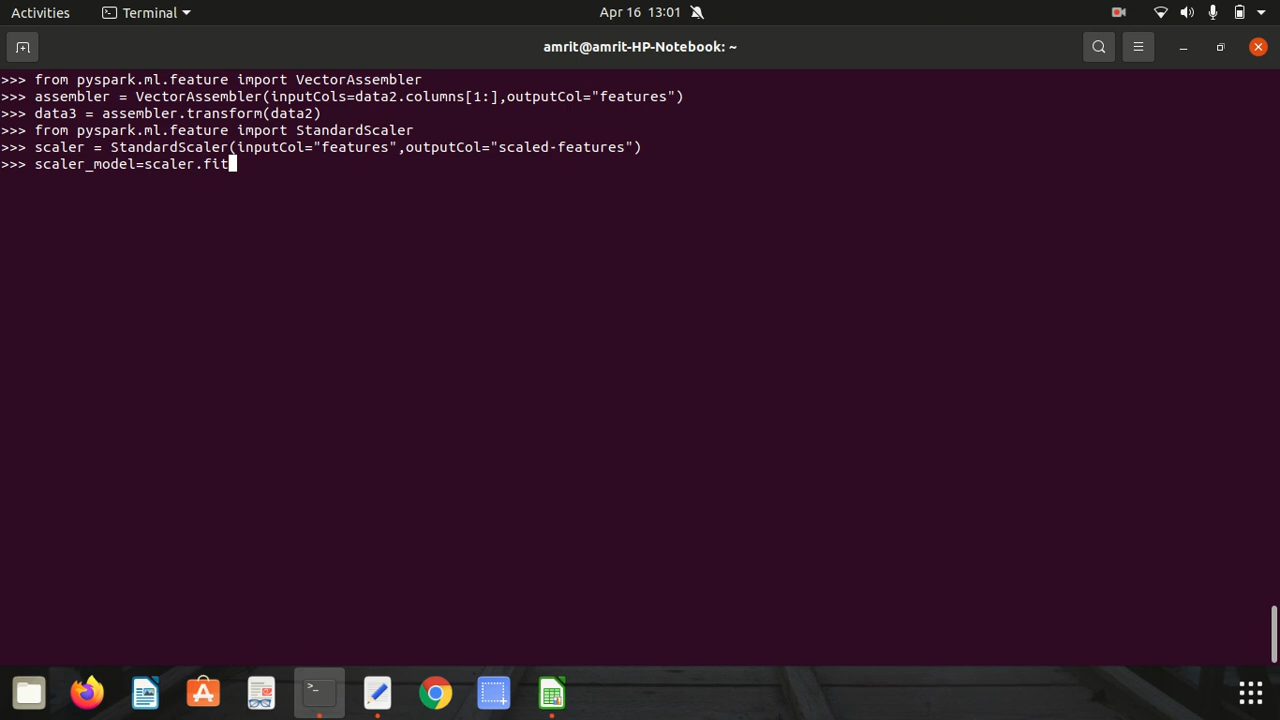 Activities Terminal Apr 16 13:01
amrit@amrit-HP-Notebook: ~
>>> from pyspark.ml.feature import VectorAssembler
>>> assembler = VectorAssembler(inputCols=data2.columns[1:],outputCol="features")
>>> data3 = assembler.transform(data2)
>>> from pyspark.ml.feature import StandardScaler
>>> scaler = StandardScaler(inputCol="features",outputCol="scaled-features")
>>> scaler_model=scaler.fit